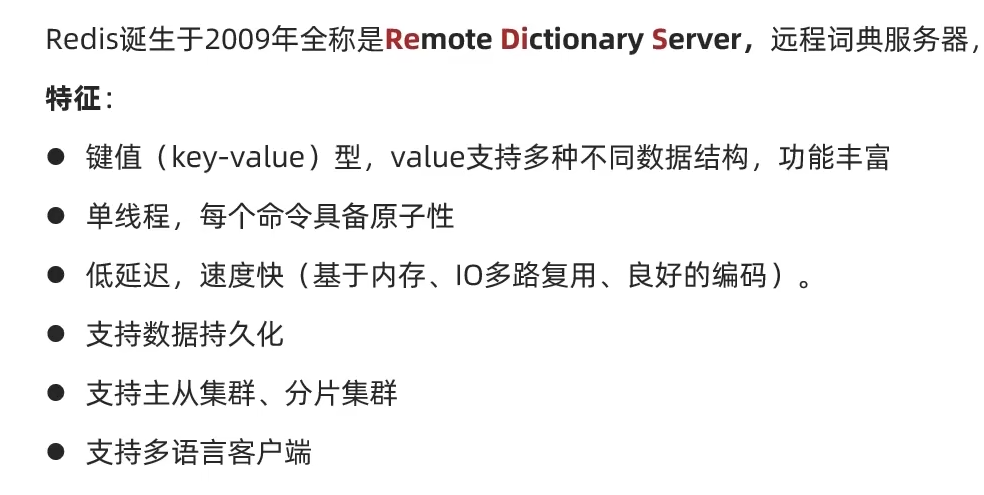 Redis诞生于2009年全称是Remote Dictionary Server，远程词典服务器，
特征：
● 键值（key-value）型，value支持多种不同数据结构，功能丰富
● 单线程，每个命令具备原子性
● 低延迟，速度快（基于内存、IO多路复用、良好的编码）。
● 支持数据持久化
● 支持主从集群、分片集群
● 支持多语言客户端